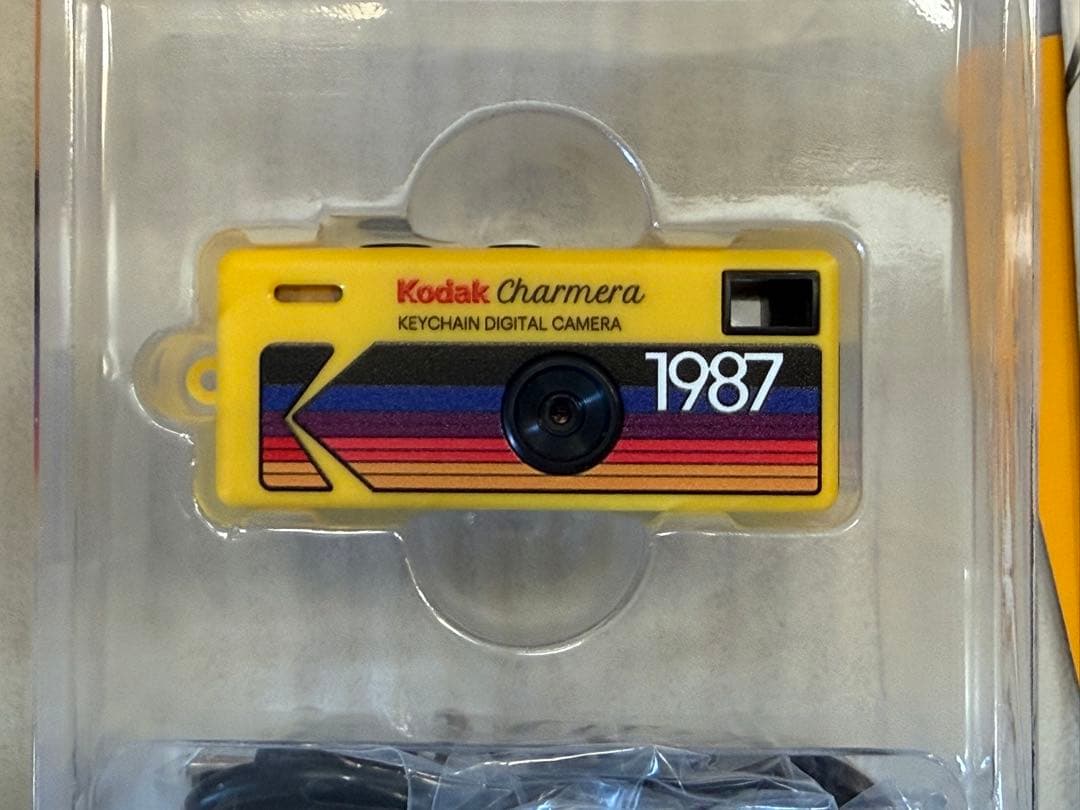 Kodak Charmera
KEYCHAIN DIGITAL CAMERA
1987